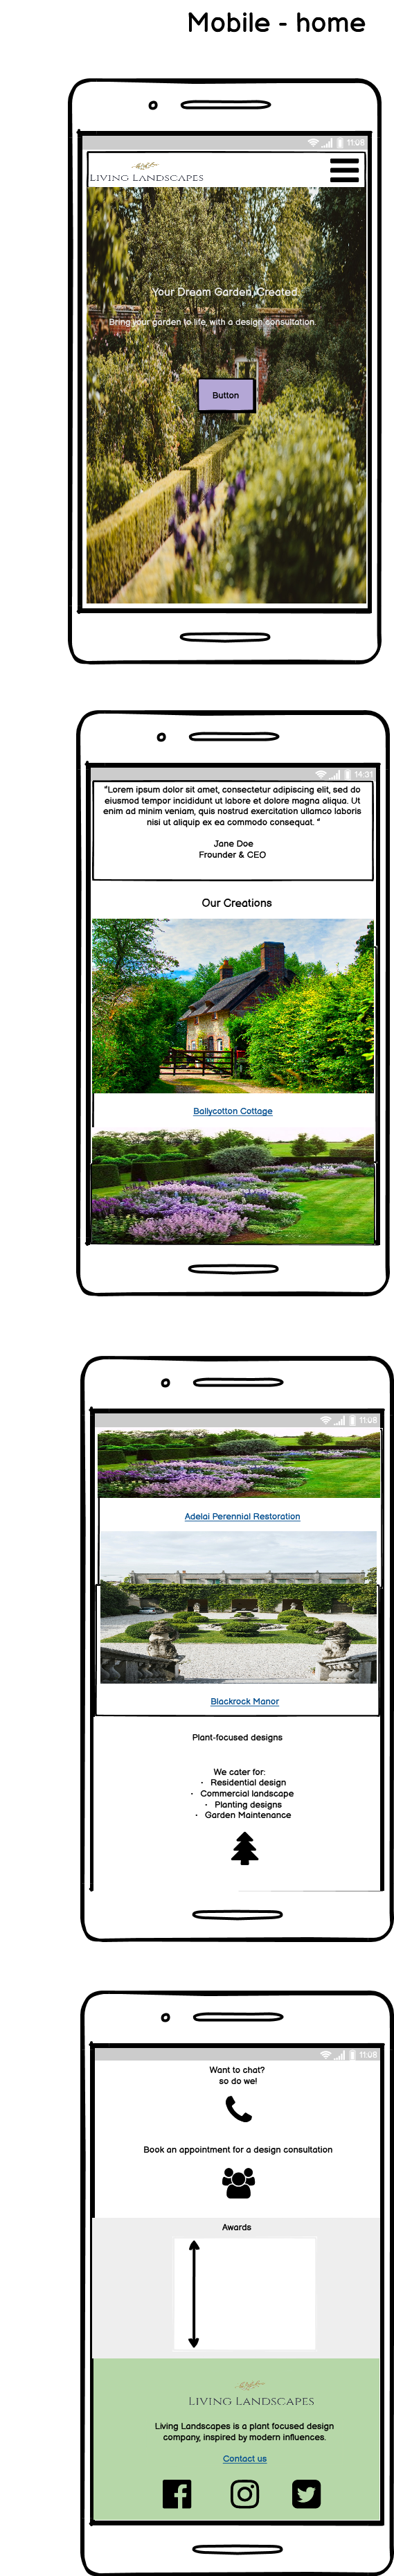 Mobile - home
11:08
LIVING LANDSCAPES
Your Dream Garden, Created.
Bring your garden to life, with a design consultation.
Button
14:31
"Lorem ipsum dolor sit amet, consectetur adipiscing elit, sed do
eiusmod tempor incididunt ut labore et dolore magna aliqua. Ut
enim ad minim veniam, quis nostrud exercitation ullamco laboris
nisi ut aliquip ex ea commodo consequat. "
Jane Doe
Frounder & CEO
Our Creations
Ballycotton Cottage
11:08
Adelai Perennial Restoration
Blackrock Manor
Plant-focused designs
We cater for:
• Residential design
• Commercial landscape
• Planting designs
• Garden Maintenance
11:08
Want to chat?
so do we!
Book an appointment for a design consultation
Awards
LIVING LANDSCAPES
Living Landscapes is a plant focused design
company, inspired by modern influences.
Contact us